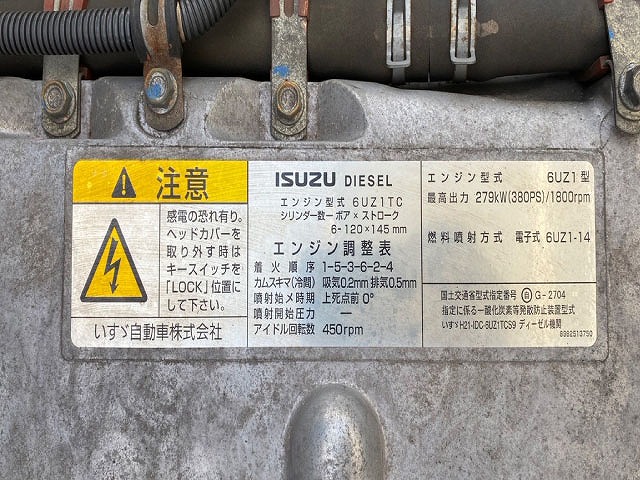 注意
感電の恐れ有り。
ヘッドカバーを
取り外す時は
キースイッチを
「LOCK」位置に
して下さい。
いすゞ自動車株式会社
ISUZU DIESEL
エンジン型式 6UZ1TC
シリンダー数ー ボア × ストローク
6-120×145 mm
エンジン調整表
着火順序 1-5-3-6-2-4
カムスキマ(冷間) 吸気0.2mm 排気0.5mm
噴射始メ時期 上死点前 0°
噴射開始圧力 ー
アイドル回転数 450rpm
エンジン型式 6UZ1型
最高出力 279kW(380PS)/1800rpm
燃料噴射方式 電子式 6UZ1-14
国土交通省型式指定番号 G-2704
指定に係る一酸化炭素等発散防止装置型式
いすゞH21-IDC-6UZ1TCS9 ディーゼル機関
8982513750